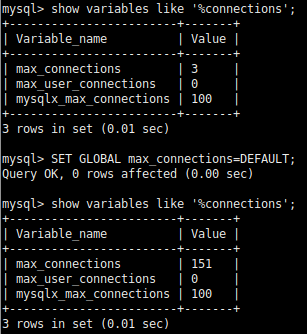 mysql> show variables like '%connections';
+------------------------+-------+
| Variable_name          | Value |
+------------------------+-------+
| max_connections        | 3     |
| max_user_connections   | 0     |
| mysqlx_max_connections | 100   |
+------------------------+-------+
3 rows in set (0.01 sec)

mysql> SET GLOBAL max_connections=DEFAULT;
Query OK, 0 rows affected (0.00 sec)

mysql> show variables like '%connections';
+------------------------+-------+
| Variable_name          | Value |
+------------------------+-------+
| max_connections        | 151   |
| max_user_connections   | 0     |
| mysqlx_max_connections | 100   |
+------------------------+-------+
3 rows in set (0.01 sec)